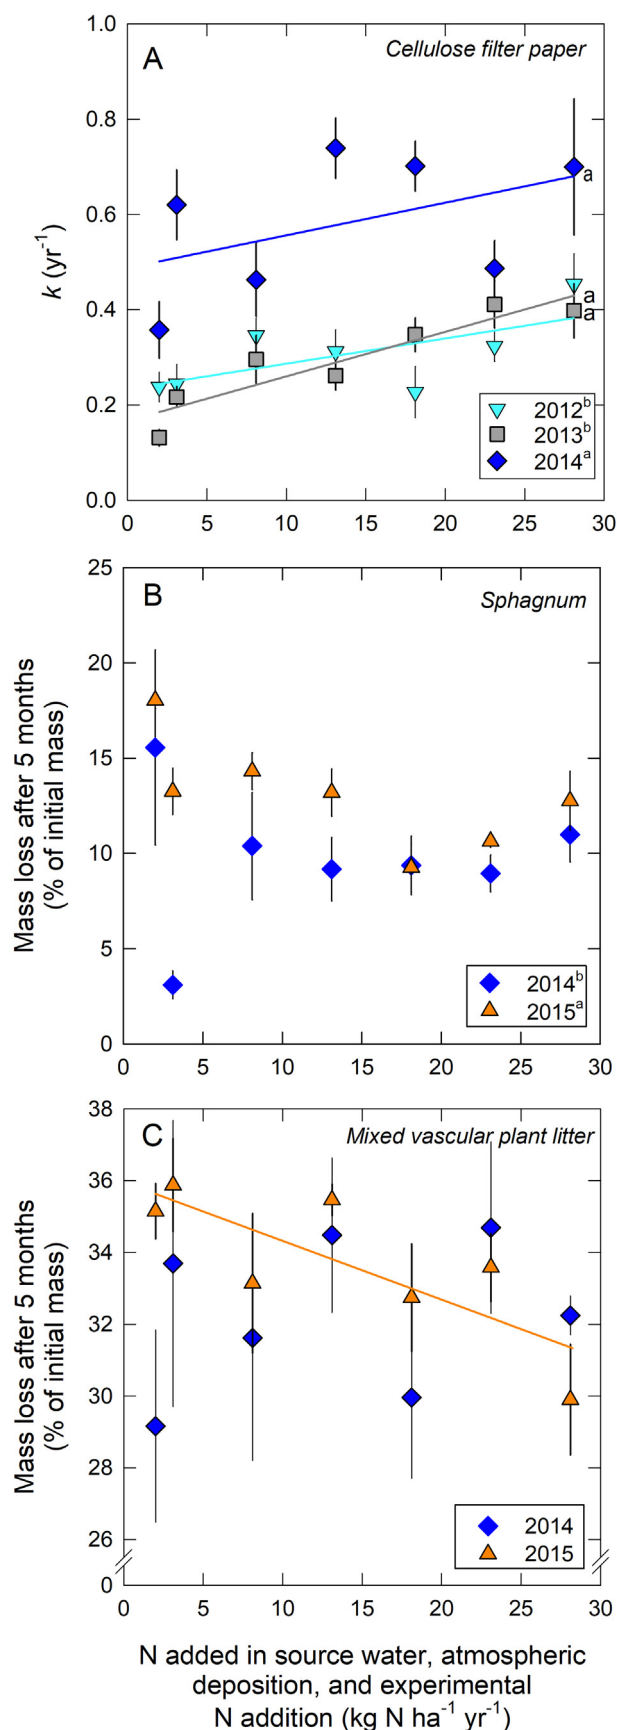 A
Cellulose filter paper
k (yr⁻¹)
1.0
0.8
0.6
0.4
0.2
0.0
a
a
a
2012ᵇ
2013ᵇ
2014ᵃ
0 5 10 15 20 25 30
B
Sphagnum
Mass loss after 5 months
(% of initial mass)
25
20
15
10
5
0
2014ᵇ
2015ᵃ
0 5 10 15 20 25 30
C
Mixed vascular plant litter
Mass loss after 5 months
(% of initial mass)
38
36
34
32
30
28
26
0
2014
2015
0 5 10 15 20 25 30
N added in source water, atmospheric
deposition, and experimental
N addition (kg N ha⁻¹ yr⁻¹)